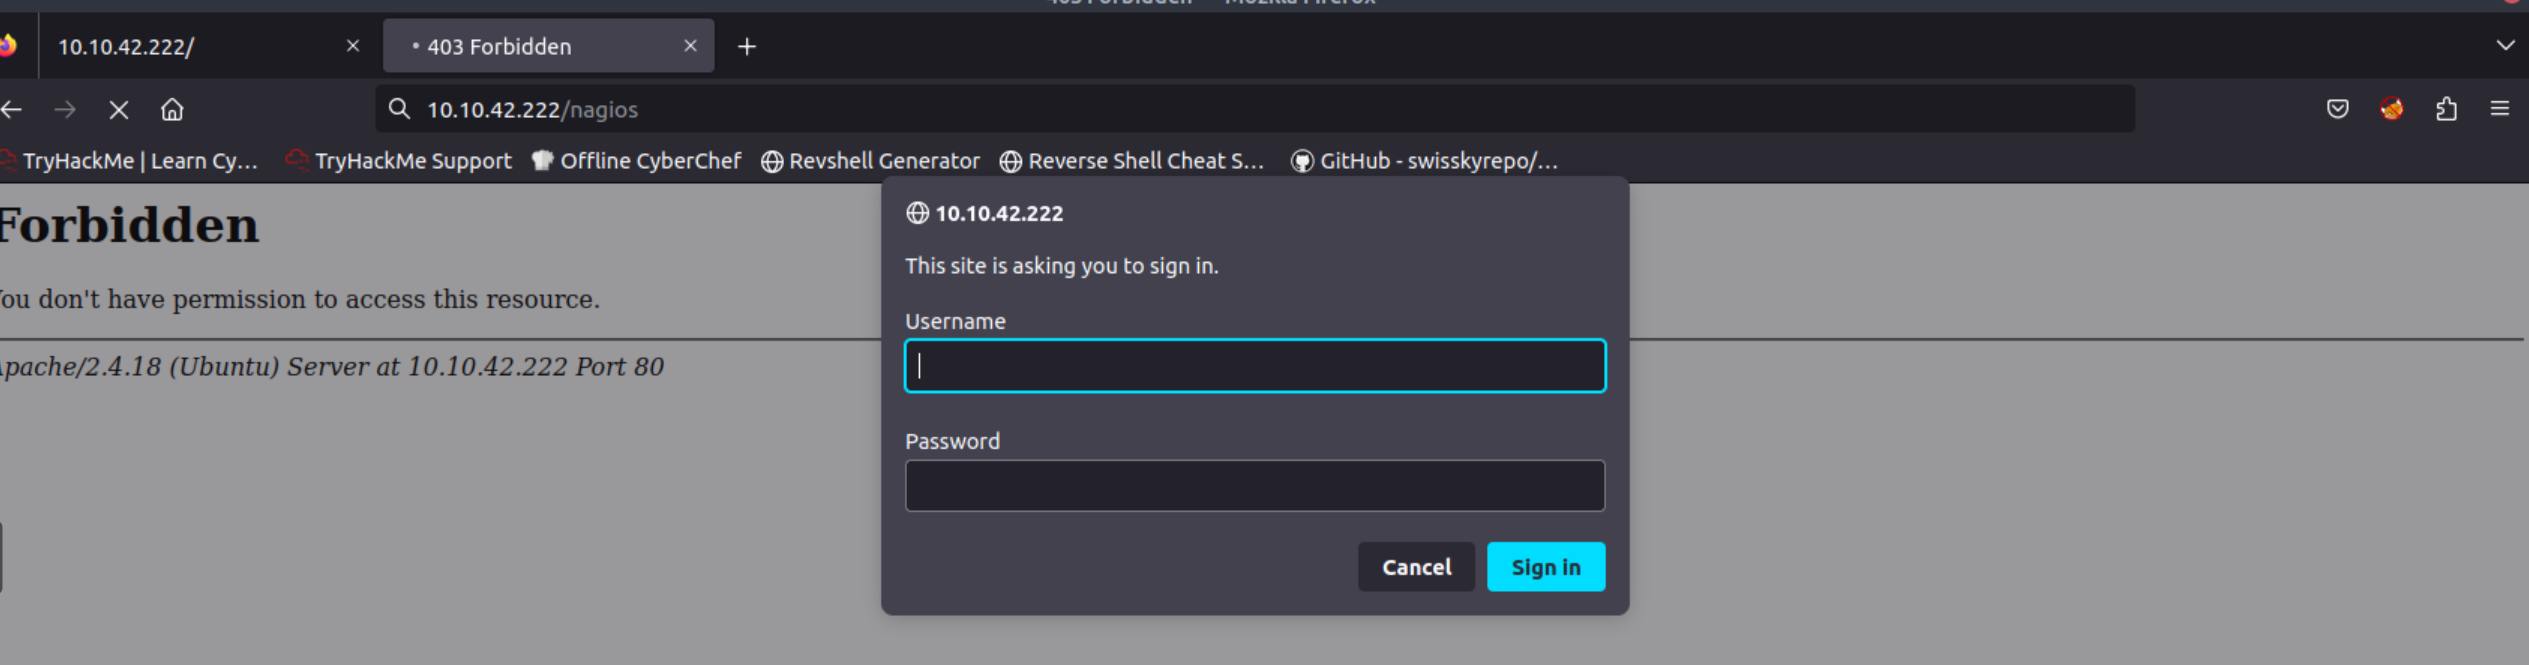 10.10.42.222/
• 403 Forbidden
10.10.42.222/nagios
TryHackMe | Learn Cy…
TryHackMe Support
Offline CyberChef
Revshell Generator
Reverse Shell Cheat S…
GitHub - swisskyrepo/…
Forbidden
You don't have permission to access this resource.
Apache/2.4.18 (Ubuntu) Server at 10.10.42.222 Port 80
10.10.42.222
This site is asking you to sign in.
Username
Password
Cancel
Sign in